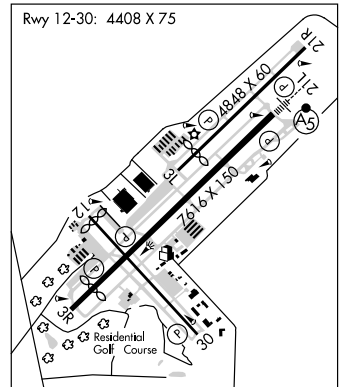 Rwy 12-30: 4408 X 75
21R
4848 X 60
21L
P
P
A5
3L
P
7616 X 150
12
P
P
3R
Residential
Golf Course
P
30